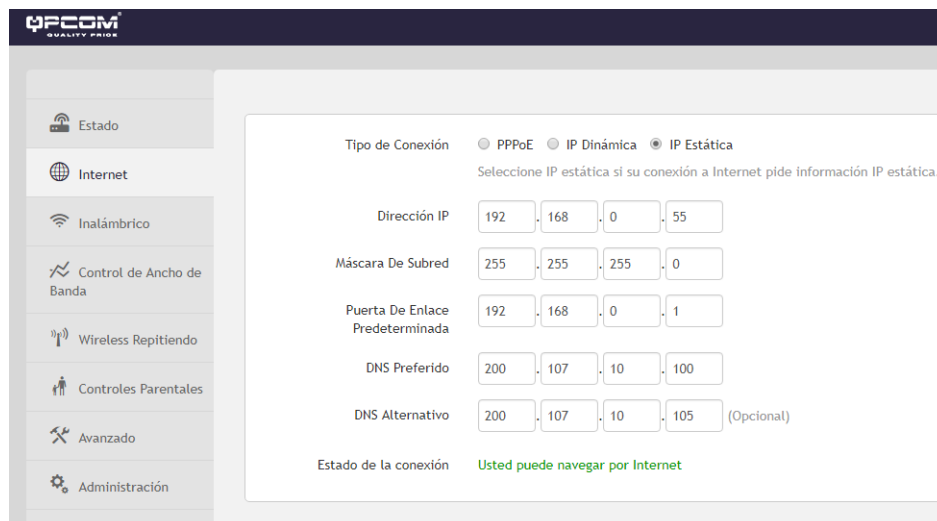 QPCOM
QUALITY PRICE
Estado
Internet
Inalámbrico
Control de Ancho de
Banda
Wireless Repitiendo
Controles Parentales
Avanzado
Administración
Tipo de Conexión PPPoE IP Dinámica IP Estática
Seleccione IP estática si su conexión a Internet pide información IP estática.
Dirección IP 192 . 168 . 0 . 55
Máscara De Subred 255 . 255 . 255 . 0
Puerta De Enlace
Predeterminada 192 . 168 . 0 . 1
DNS Preferido 200 . 107 . 10 . 100
DNS Alternativo 200 . 107 . 10 . 105 (Opcional)
Estado de la conexión Usted puede navegar por Internet